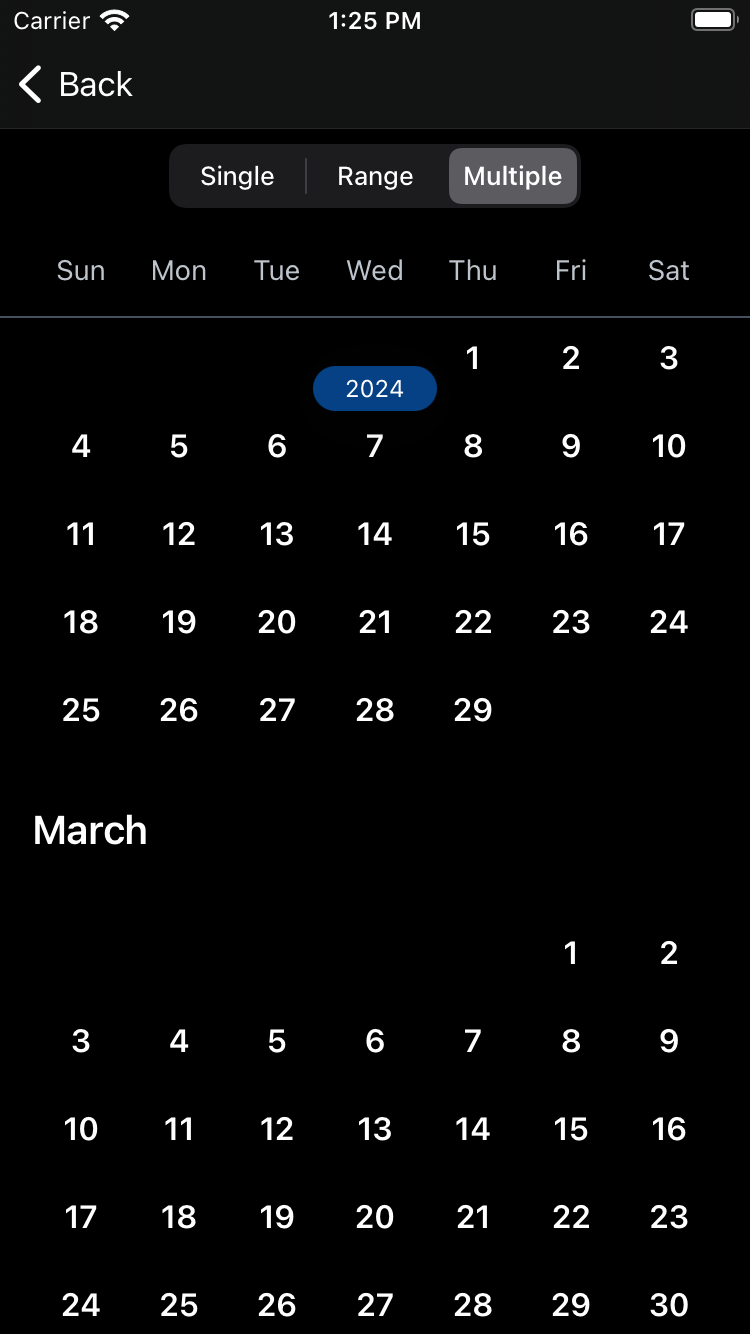 Carrier 1:25 PM
Back
Single Range Multiple
Sun Mon Tue Wed Thu Fri Sat
1 2 3
2024
4 5 6 7 8 9 10
11 12 13 14 15 16 17
18 19 20 21 22 23 24
25 26 27 28 29
March
1 2
3 4 5 6 7 8 9
10 11 12 13 14 15 16
17 18 19 20 21 22 23
24 25 26 27 28 29 30